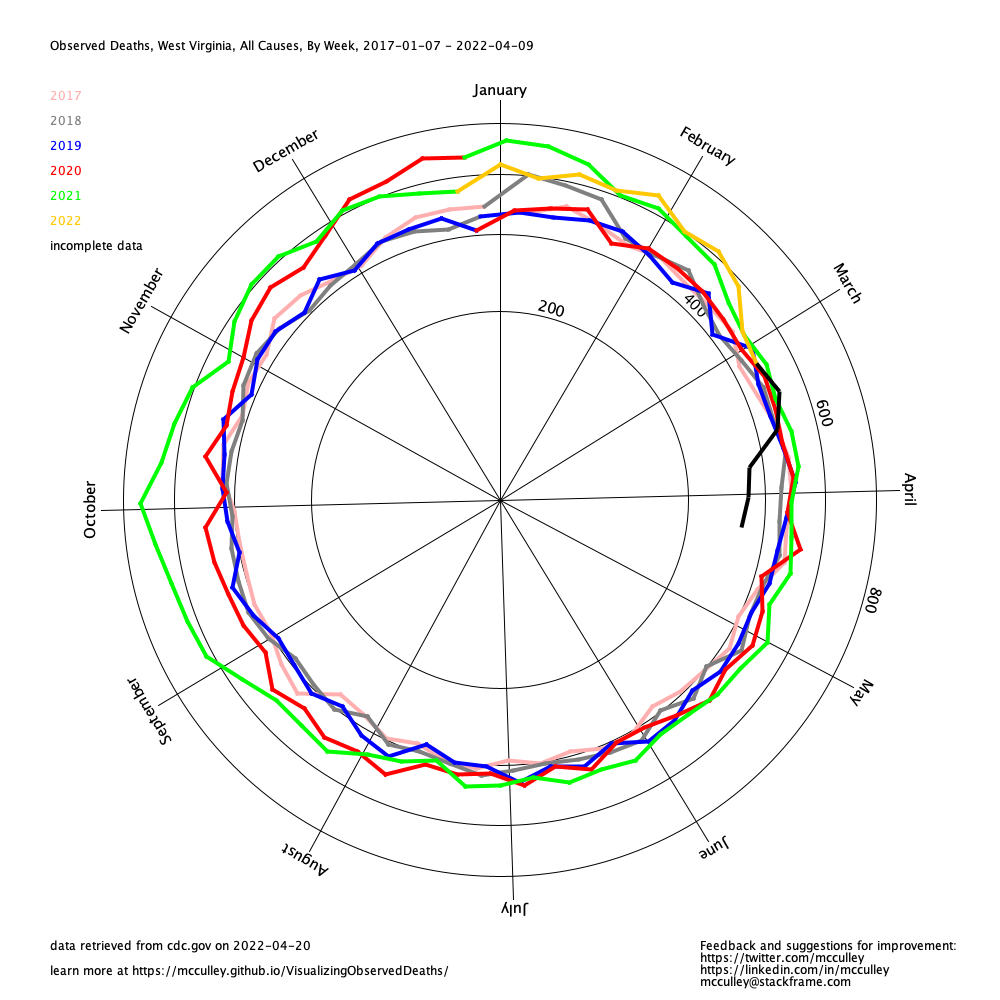 Observed Deaths, West Virginia, All Causes, By Week, 2017-01-07 - 2022-04-09
2017
2018
2019
2020
2021
2022
incomplete data
January
February
March
April
May
June
July
August
September
October
November
December
200
400
600
800
data retrieved from cdc.gov on 2022-04-20
learn more at https://mcculley.github.io/VisualizingObservedDeaths/
Feedback and suggestions for improvement:
https://twitter.com/mcculley
https://linkedin.com/in/mcculley
mcculley@stackframe.com